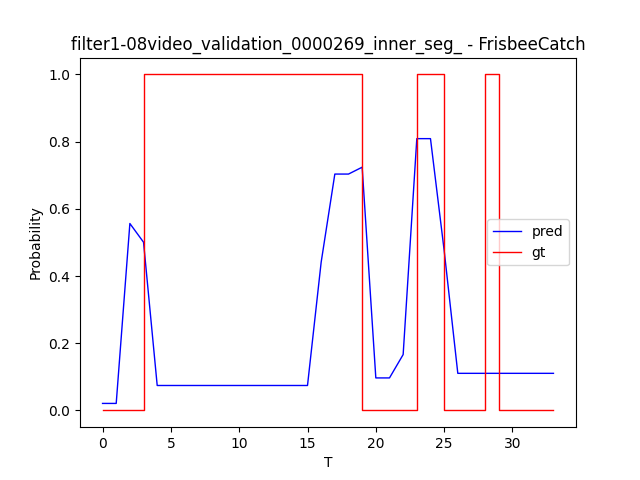 filter1-08video_validation_0000269_inner_seg_ - FrisbeeCatch
1.0
0.8
0.6
0.4
0.2
0.0
Probability
pred
gt
0 5 10 15 20 25 30
T